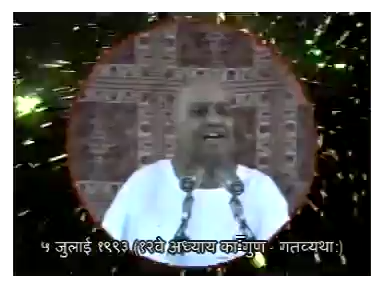 ५ जुलाई १९९३ (१२वे अध्याय का गुण - गतव्यथाः)